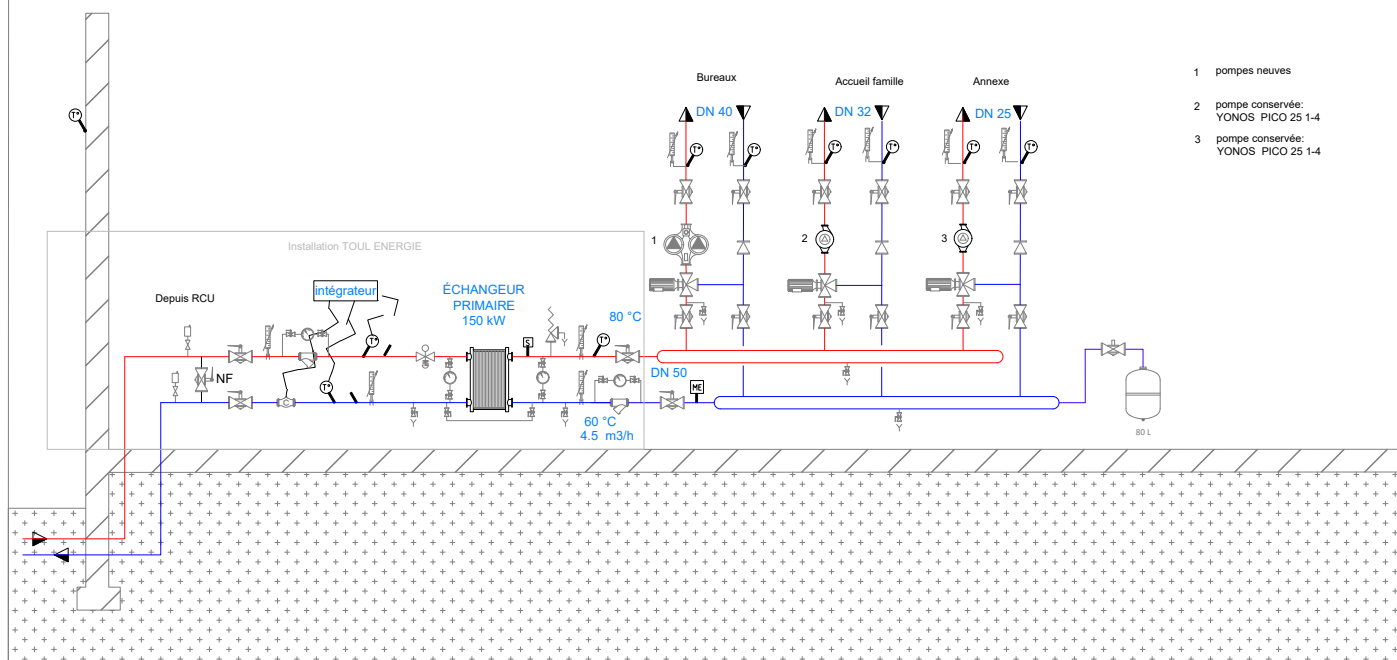 Bureaux
Accueil famille
Annexe
1 pompes neuves
2 pompe conservée:
YONOS PICO 25 1-4
3 pompe conservée:
YONOS PICO 25 1-4
DN 40
DN 32
DN 25
T°
T°
T°
T°
T°
T°
T°
1
2
3
Installation TOUL ENERGIE
Depuis RCU
intégrateur
ÉCHANGEUR
PRIMAIRE
150 kW
80 °C
T°
S
T°
NF
T°
C
DN 50
ME
60 °C
4.5 m3/h
80 L